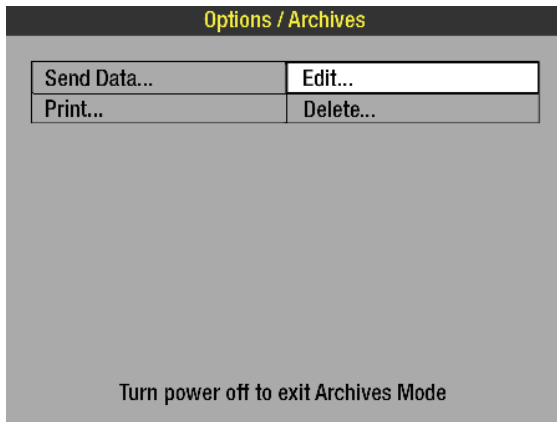 Options / Archives
Send Data... Edit...
Print... Delete...
Turn power off to exit Archives Mode